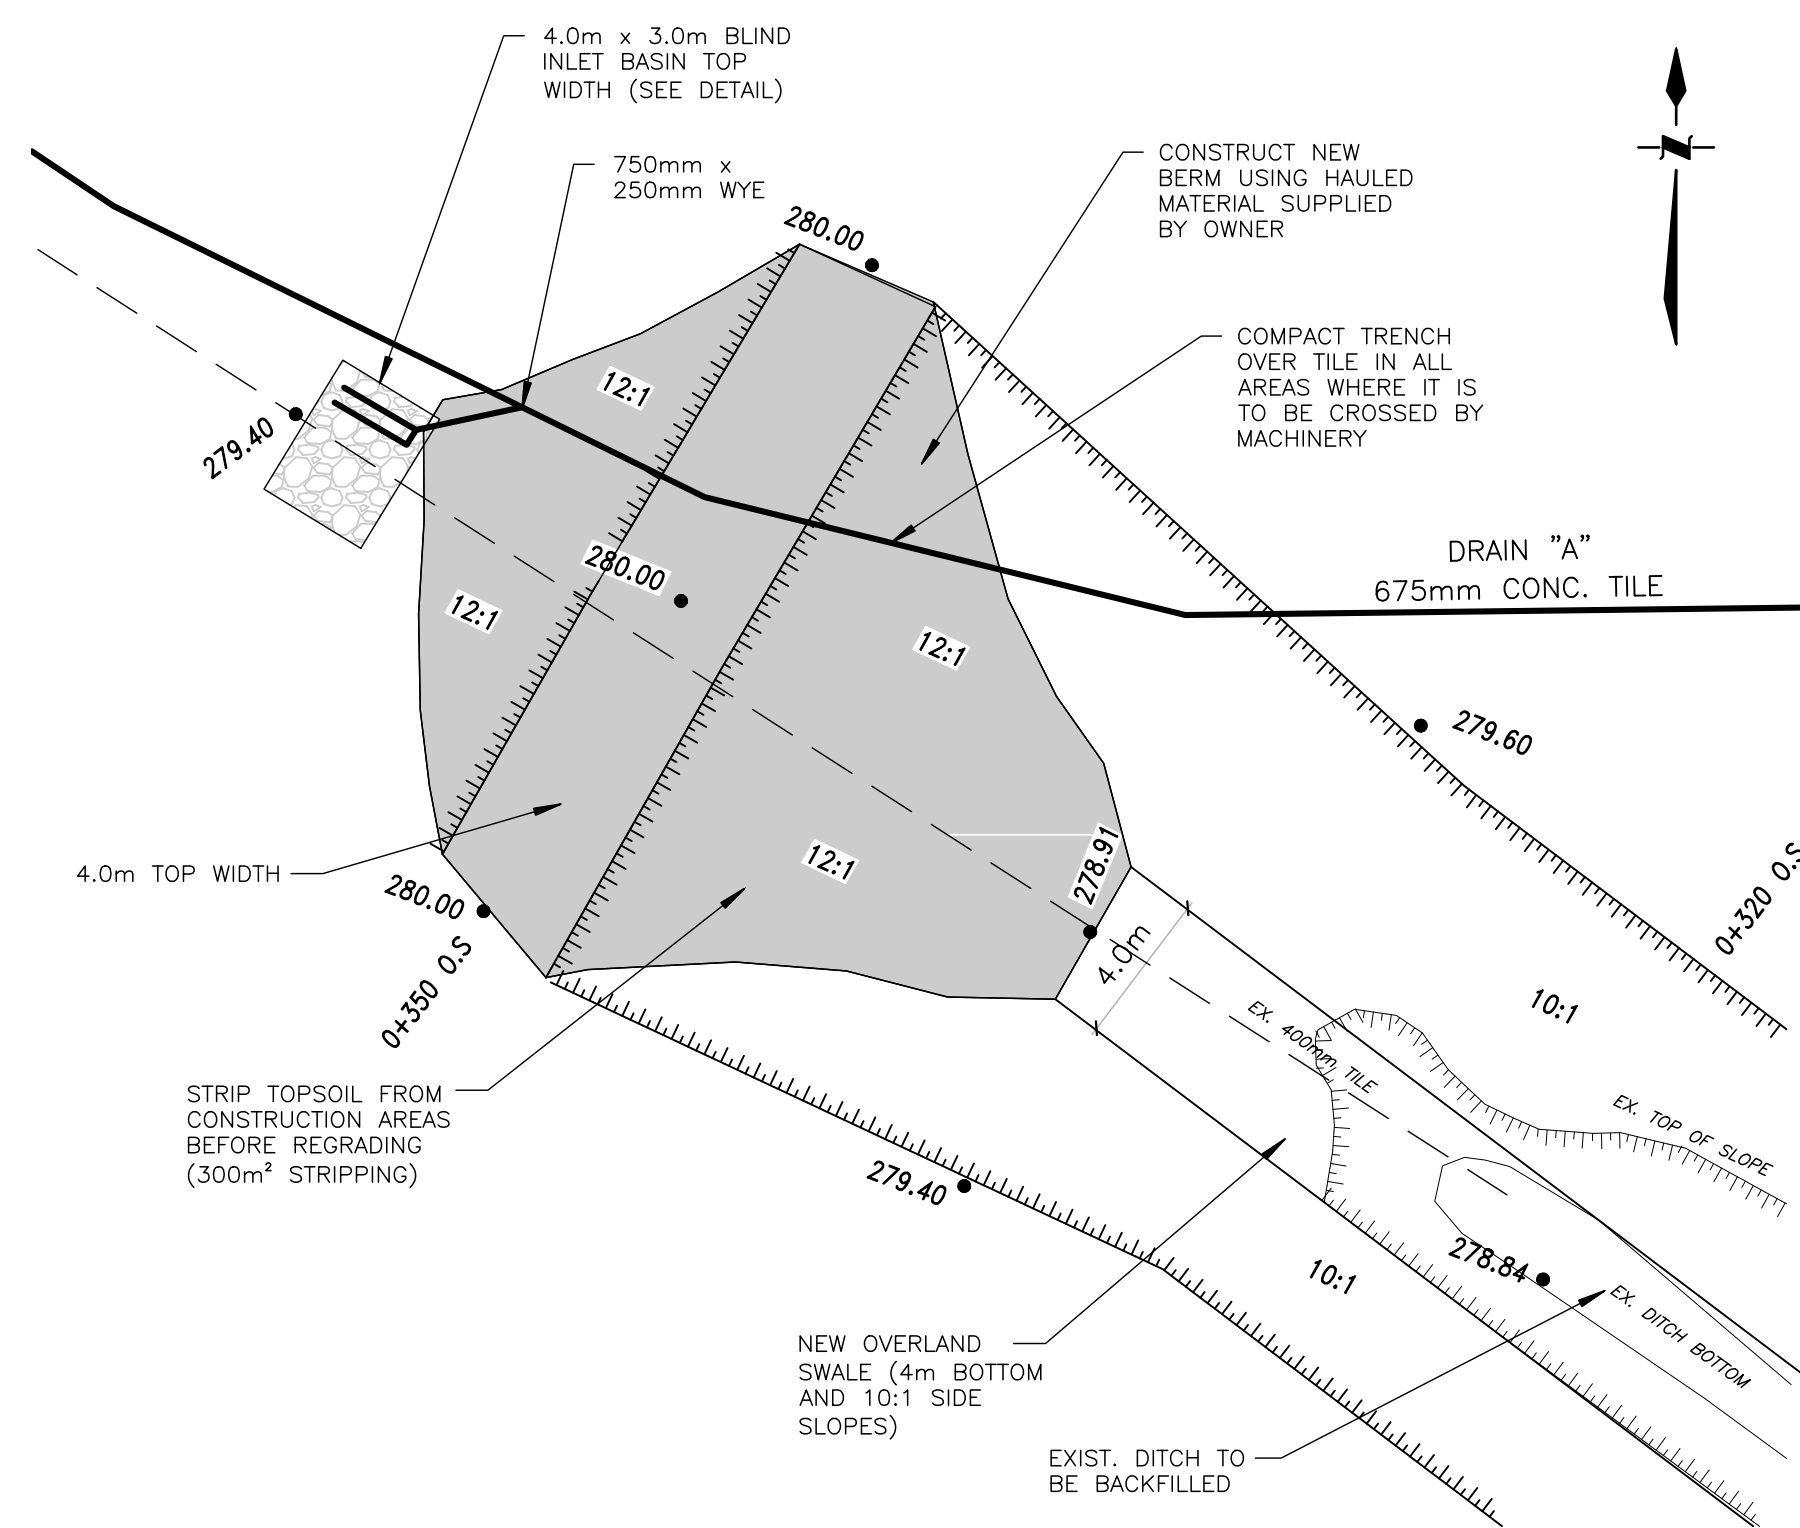 4.0m x 3.0m BLIND
INLET BASIN TOP
WIDTH (SEE DETAIL)
750mm x
250mm WYE
CONSTRUCT NEW
BERM USING HAULED
MATERIAL SUPPLIED
BY OWNER
N
280.00
COMPACT TRENCH
OVER TILE IN ALL
AREAS WHERE IT IS
TO BE CROSSED BY
MACHINERY
12:1
279.40
DRAIN "A"
675mm CONC. TILE
280.00
12:1
12:1
279.60
4.0m TOP WIDTH
12:1
278.91
280.00
0+350 O.S
0+320 O.S
4.0m
10:1
EX. 400mm TILE
STRIP TOPSOIL FROM
CONSTRUCTION AREAS
BEFORE REGRADING
(300m² STRIPPING)
EX. TOP OF SLOPE
279.40
278.84
10:1
EX. DITCH BOTTOM
NEW OVERLAND
SWALE (4m BOTTOM
AND 10:1 SIDE
SLOPES)
EXIST. DITCH TO
BE BACKFILLED